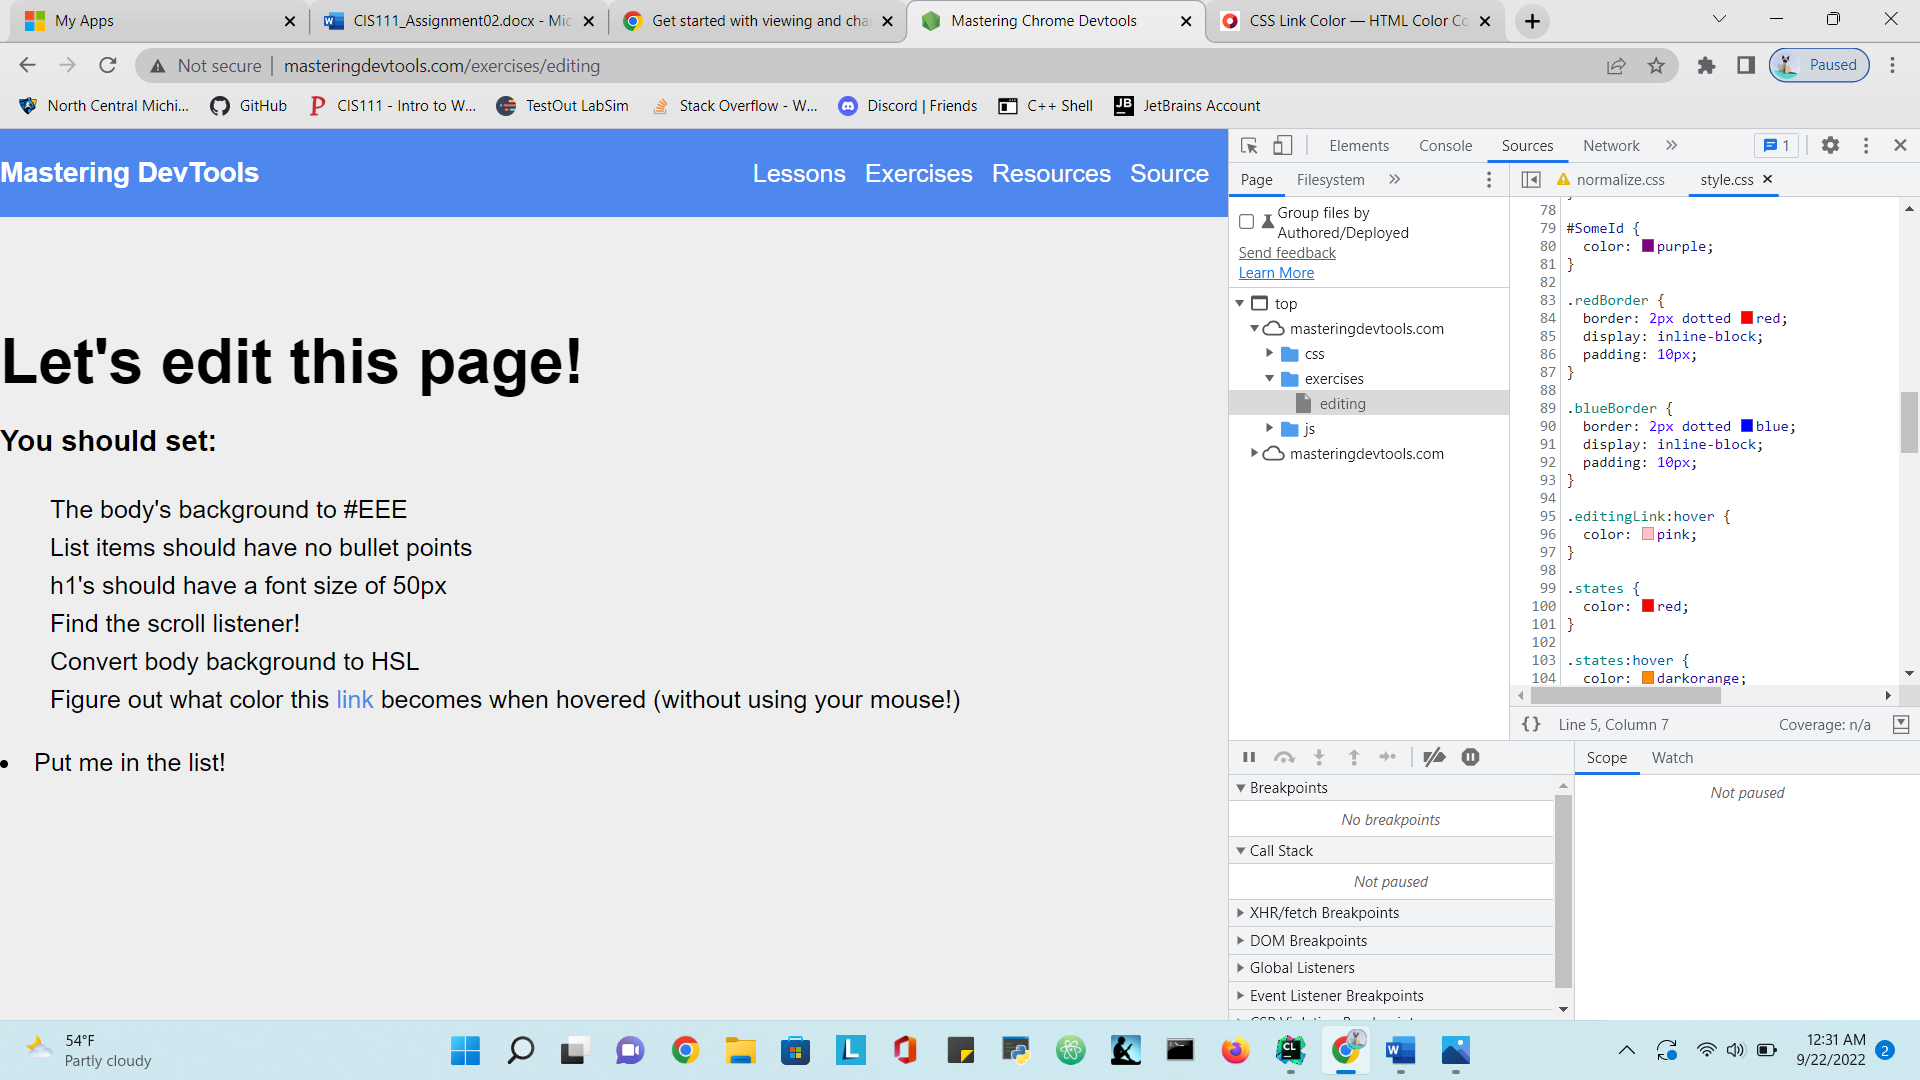 My Apps
CIS111_Assignment02.docx - Mic
Get started with viewing and cha
Mastering Chrome Devtools
CSS Link Color — HTML Color Co
Not secure | masteringdevtools.com/exercises/editing
Paused
North Central Michi...
GitHub
CIS111 - Intro to W...
TestOut LabSim
Stack Overflow - W...
Discord | Friends
C++ Shell
JetBrains Account
Mastering DevTools
Lessons Exercises Resources Source
Let's edit this page!
You should set:
The body's background to #EEE
List items should have no bullet points
h1's should have a font size of 50px
Find the scroll listener!
Convert body background to HSL
Figure out what color this link becomes when hovered (without using your mouse!)
Put me in the list!
Elements Console Sources Network » 1
Page Filesystem »
Group files by
Authored/Deployed
Send feedback
Learn More
top
masteringdevtools.com
css
exercises
editing
js
masteringdevtools.com
normalize.css style.css
78 }
79 #SomeId {
80 color: purple;
81 }
82
83 .redBorder {
84 border: 2px dotted red;
85 display: inline-block;
86 padding: 10px;
87 }
88
89 .blueBorder {
90 border: 2px dotted blue;
91 display: inline-block;
92 padding: 10px;
93 }
94
95 .editingLink:hover {
96 color: pink;
97 }
98
99 .states {
100 color: red;
101 }
102
103 .states:hover {
104 color: darkorange;
{} Line 5, Column 7 Coverage: n/a
Breakpoints
No breakpoints
Call Stack
Not paused
XHR/fetch Breakpoints
DOM Breakpoints
Global Listeners
Event Listener Breakpoints
CSP Violation Breakpoints
Scope Watch
Not paused
54°F
Partly cloudy
12:31 AM
9/22/2022
2